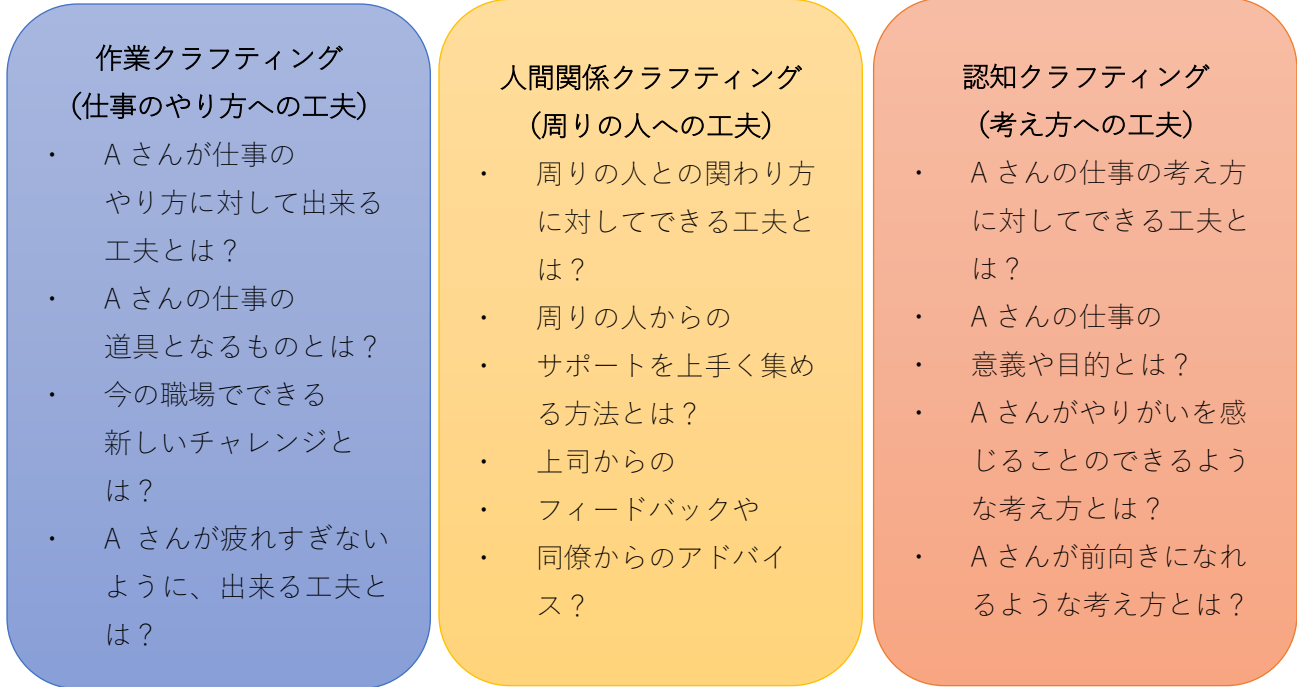 作業クラフティング
(仕事のやり方への工夫)
・ A さんが仕事の
やり方に対して出来る
工夫とは？
・ A さんの仕事の
道具となるものとは？
・ 今の職場でできる
新しいチャレンジと
は？
・ A さんが疲れすぎない
ように、出来る工夫と
は？
人間関係クラフティング
(周りの人への工夫)
・ 周りの人との関わり方
に対してできる工夫と
は？
・ 周りの人からの
・ サポートを上手く集め
る方法とは？
・ 上司からの
・ フィードバックや
・ 同僚からのアドバイ
ス？
認知クラフティング
(考え方への工夫)
・ A さんの仕事の考え方
に対してできる工夫と
は？
・ A さんの仕事の
・ 意義や目的とは？
・ A さんがやりがいを感
じることのできるよう
な考え方とは？
・ A さんが前向きになれ
るような考え方とは？